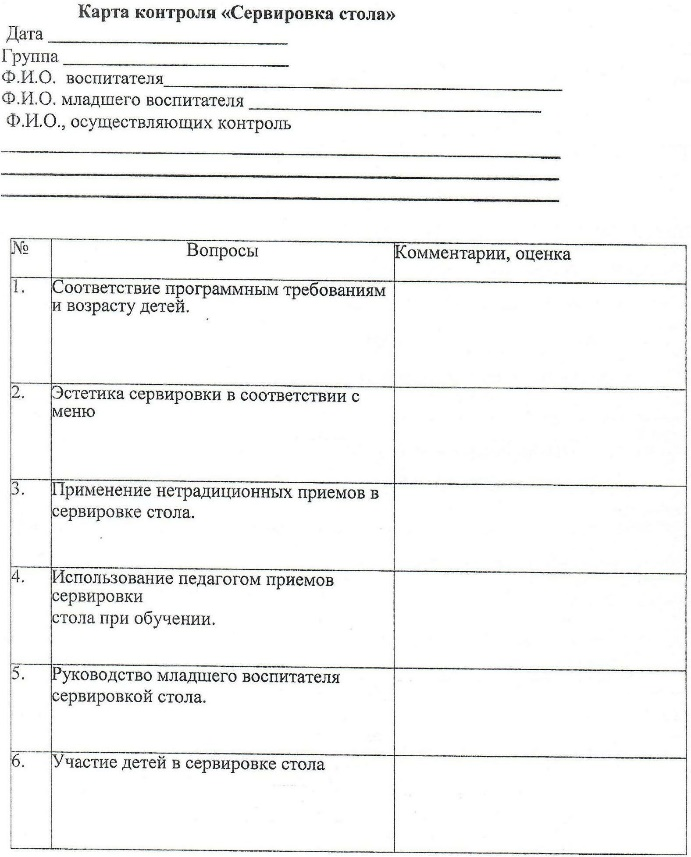 Карта контроля «Сервировка стола»
Дата
Группа
Ф.И.О. воспитателя
Ф.И.О. младшего воспитателя
Ф.И.О., осуществляющих контроль
№ Вопросы Комментарии, оценка
1. Соответствие программным требованиям
и возрасту детей.
2. Эстетика сервировки в соответствии с
меню
3. Применение нетрадиционных приемов в
сервировке стола.
4. Использование педагогом приемов
сервировки
стола при обучении.
5. Руководство младшего воспитателя
сервировкой стола.
6. Участие детей в сервировке стола